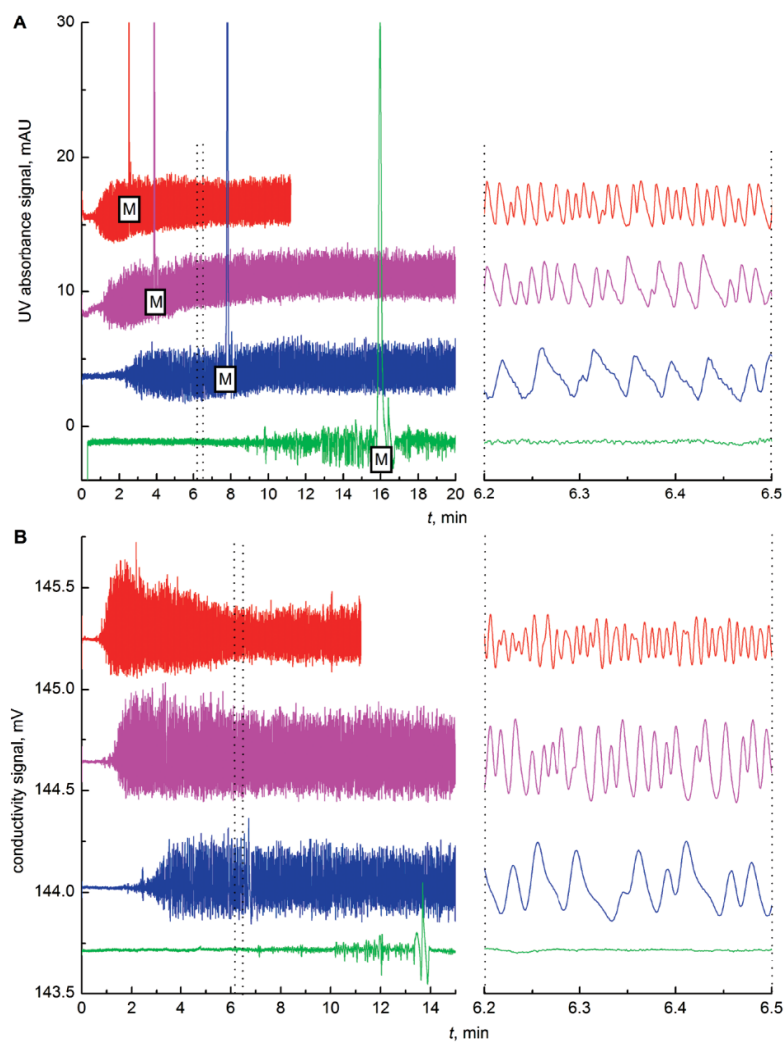 A
UV absorbance signal, mAU
30
20
10
0
M
M
M
M
0 2 4 6 8 10 12 14 16 18 20
t, min
6.2 6.3 6.4 6.5
B
conductivity signal, mV
145.5
145.0
144.5
144.0
143.5
0 2 4 6 8 10 12 14
t, min
6.2 6.3 6.4 6.5
t, min